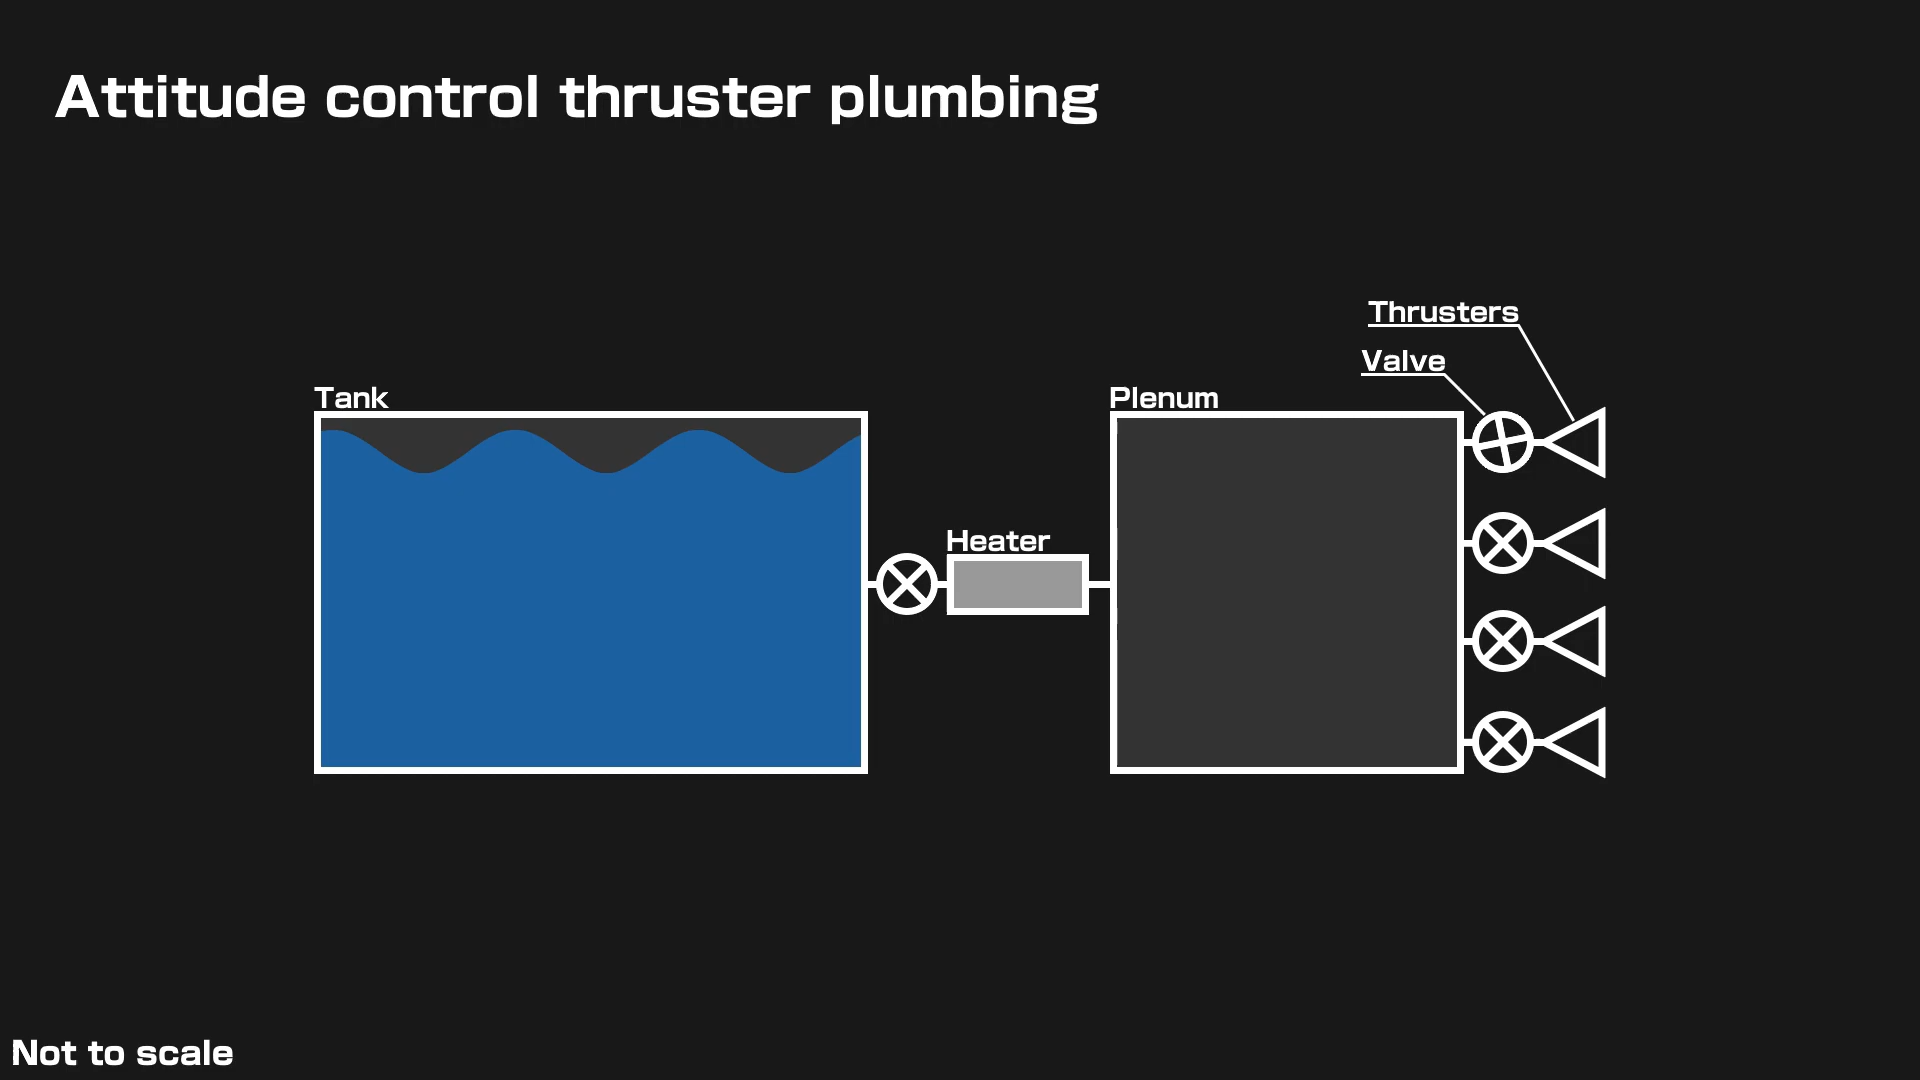 Attitude control thruster plumbing
Thrusters
Valve
Tank
Plenum
Heater
Not to scale